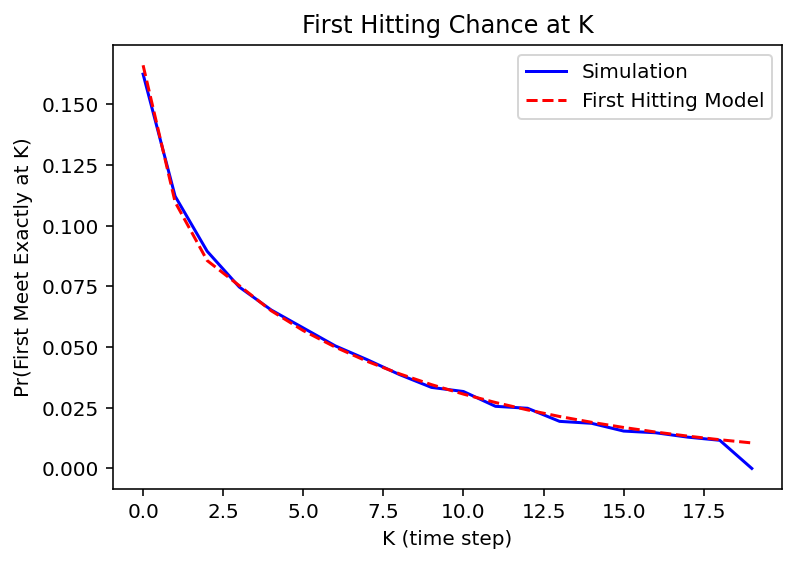 First Hitting Chance at K
Simulation
First Hitting Model
Pr(First Meet Exactly at K)
0.150
0.125
0.100
0.075
0.050
0.025
0.000
0.0 2.5 5.0 7.5 10.0 12.5 15.0 17.5
K (time step)